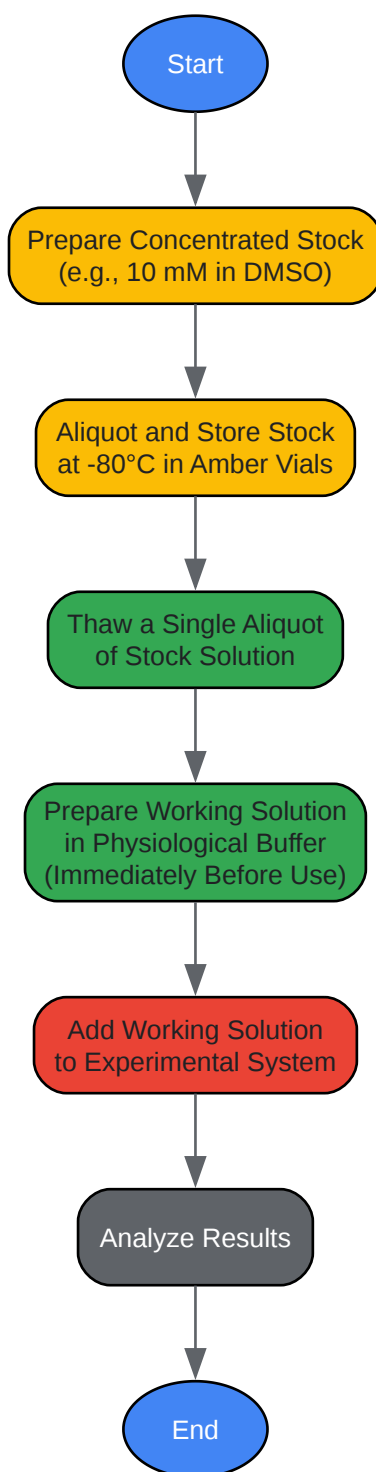 Start
Prepare Concentrated Stock
(e.g., 10 mM in DMSO)
Aliquot and Store Stock
at -80°C in Amber Vials
Thaw a Single Aliquot
of Stock Solution
Prepare Working Solution
in Physiological Buffer
(Immediately Before Use)
Add Working Solution
to Experimental System
Analyze Results
End